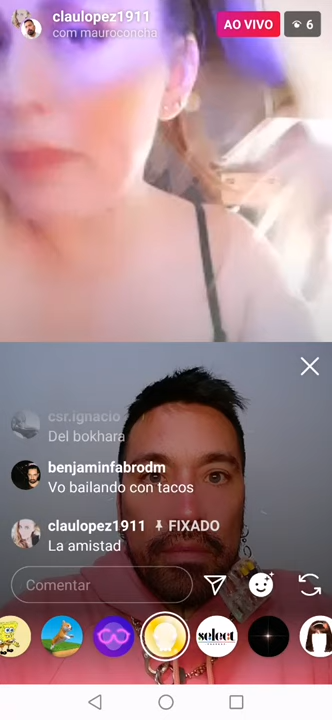 claulopez1911
com mauroconcha
AO VIVO
6
csr.ignacio
Del bokhara
benjaminfabrodm
Vo bailando con tacos
claulopez1911 FIXADO
La amistad
Comentar
select